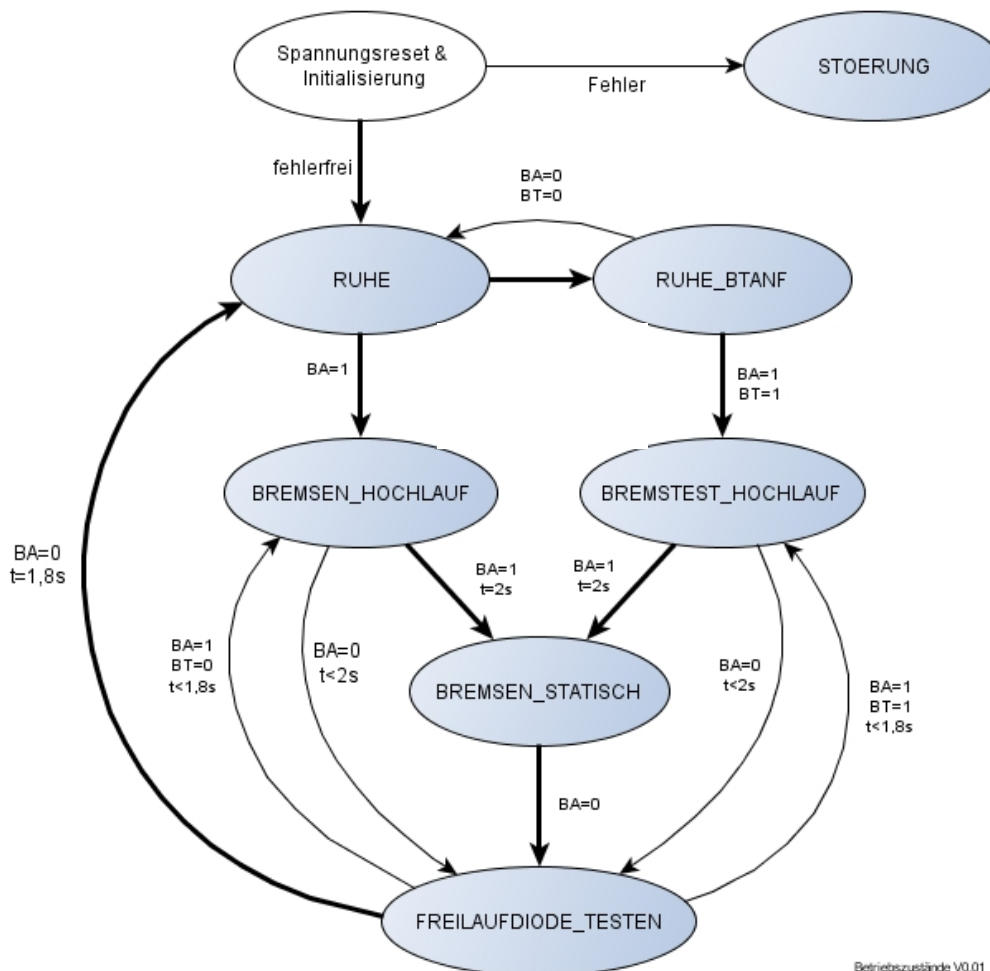 Spannungsreset &
Initialisierung
Fehler
STOERUNG
fehlerfrei
BA=0
BT=0
RUHE
RUHE_BTANF
BA=1
BA=1
BT=1
BREMSEN_HOCHLAUF
BREMSTEST_HOCHLAUF
BA=0
t=1,8s
BA=1
t=2s
BA=1
t=2s
BA=1
BT=0
t<1,8s
BA=0
t<2s
BREMSEN_STATISCH
BA=0
t<2s
BA=1
BT=1
t<1,8s
BA=0
FREILAUFDIODE_TESTEN
Betriebszustände V0.01